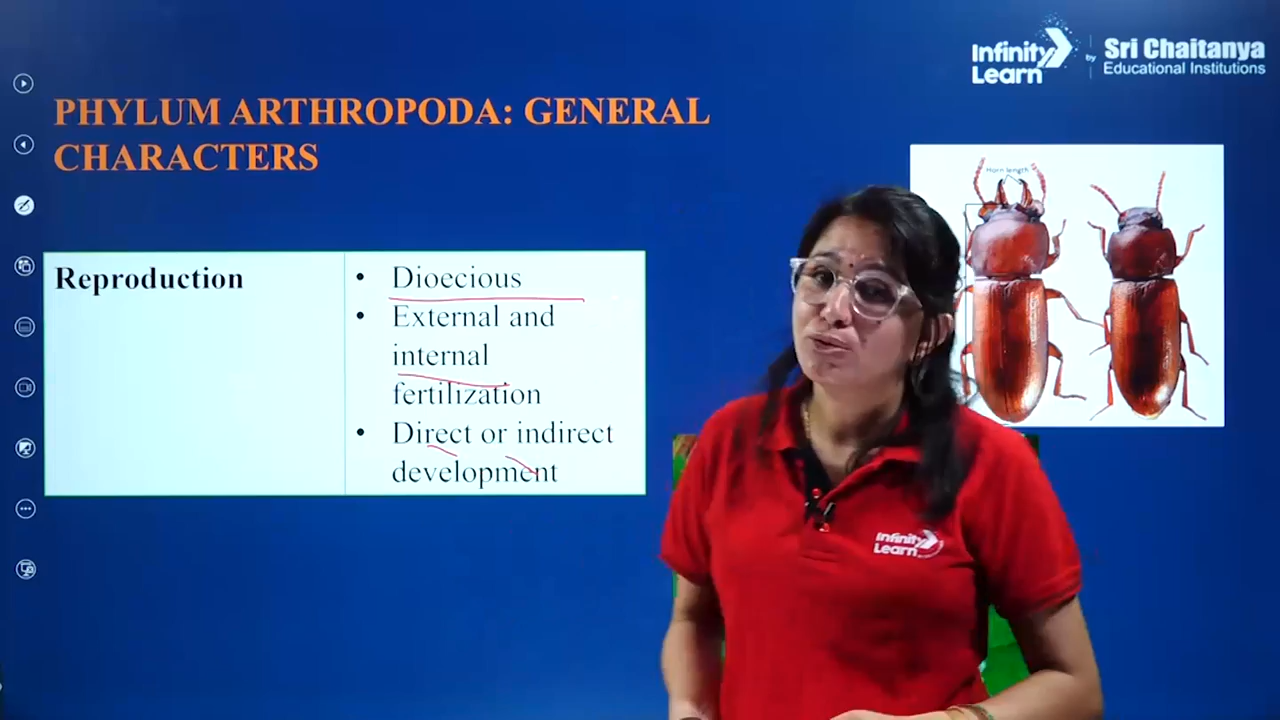 Infinity
Learn
by
Sri Chaitanya
Educational Institutions
PHYLUM ARTHROPODA: GENERAL
CHARACTERS
Horn length
Reproduction
• Dioecious
• External and
internal
fertilization
• Direct or indirect
development
Infinity
Learn